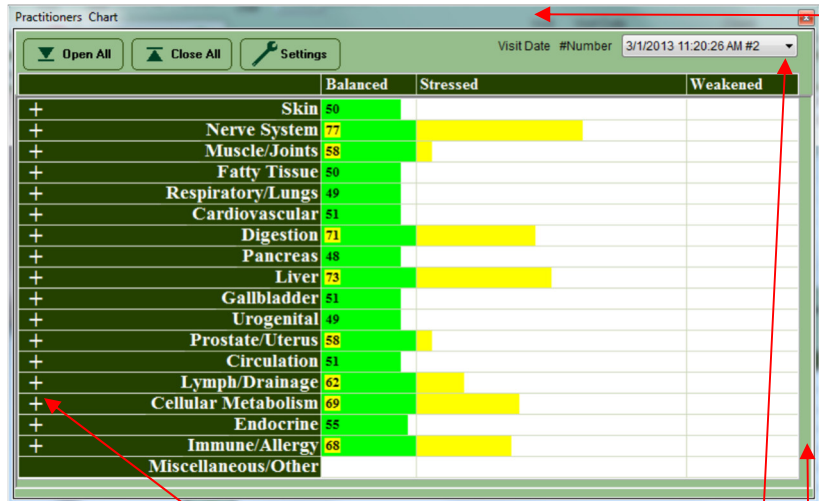 Practitioners Chart
Open All Close All Settings Visit Date #Number 3/1/2013 11:20:26 AM #2
Balanced Stressed Weakened
+ Skin 50
+ Nerve System 77
+ Muscle/Joints 58
+ Fatty Tissue 50
+ Respiratory/Lungs 49
+ Cardiovascular 51
+ Digestion 71
+ Pancreas 48
+ Liver 73
+ Gallbladder 51
+ Urogenital 49
+ Prostate/Uterus 58
+ Circulation 51
+ Lymph/Drainage 62
+ Cellular Metabolism 69
+ Endocrine 55
+ Immune/Allergy 68
Miscellaneous/Other